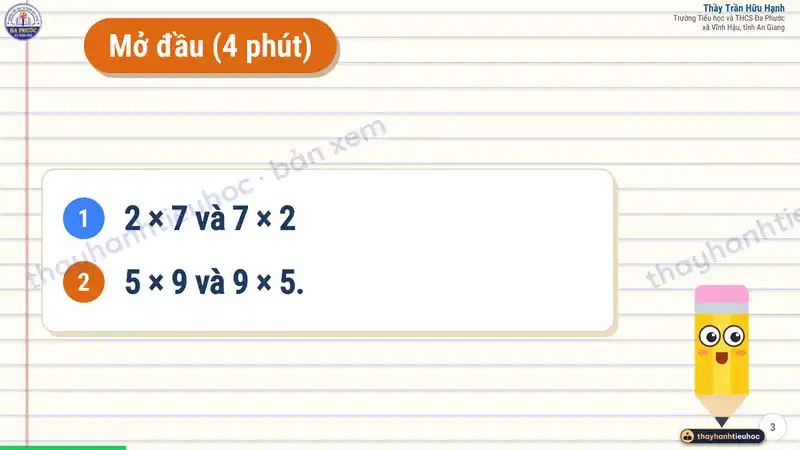 Thầy Trần Hữu Hạnh
Trường Tiểu học và THCS Đa Phước
xã Vĩnh Hậu, tỉnh An Giang
ĐA PHƯỚC
Mở đầu (4 phút)
thayhanhtieuhoc · bản xem
1 2 × 7 và 7 × 2
2 5 × 9 và 9 × 5.
thayhanhtie
thayhanhtieuhoc
3